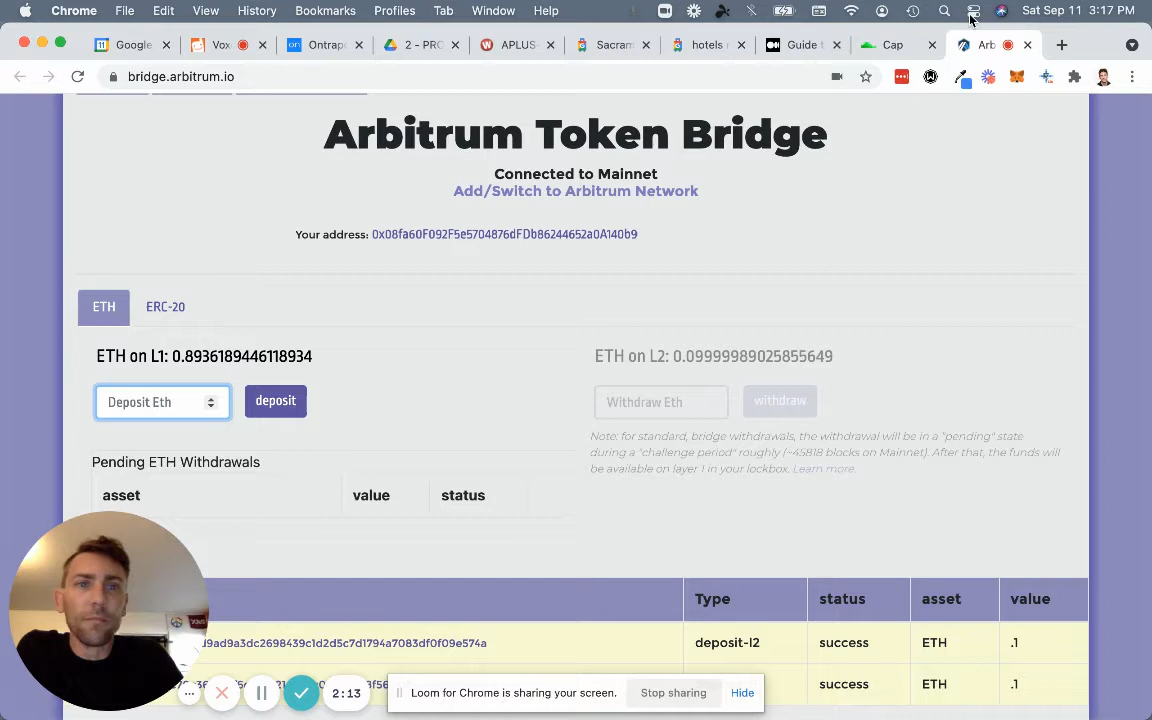 Chrome File Edit View History Bookmarks Profiles Tab Window Help Sat Sep 11 3:17 PM
Google Vox Ontrap 2 - PRO APLUS- Sacram hotels Guide t Cap Arb
bridge.arbitrum.io
Arbitrum Token Bridge
Connected to Mainnet
Add/Switch to Arbitrum Network
Your address: 0x08fa60F092F5e5704876dFDb86244652a0A140b9
ETH ERC-20
ETH on L1: 0.8936189446118934
ETH on L2: 0.09999989025855649
Deposit Eth deposit
Withdraw Eth withdraw
Note: for standard, bridge withdrawals, the withdrawal will be in a "pending" state
during a "challenge period" roughly (~45818 blocks on Mainnet). After that, the funds will
be available on layer 1 in your lockbox. Learn more.
Pending ETH Withdrawals
asset value status
Type status asset value
d9ad9a3dc2698439c1d2d5c7d1794a7083df0f09e574a deposit-l2 success ETH .1
success ETH .1
2:13
Loom for Chrome is sharing your screen. Stop sharing Hide